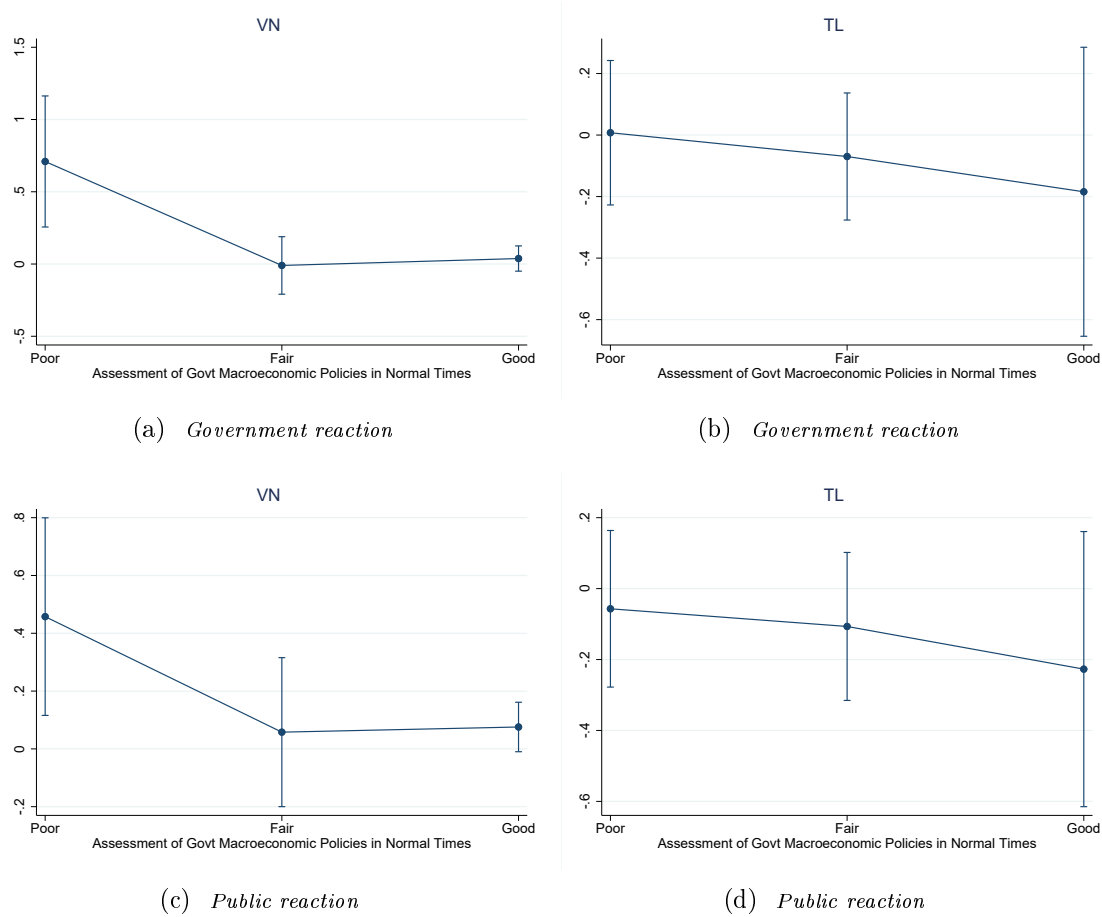 VN
1.5
1
.5
0
-.5
Poor Fair Good
Assessment of Govt Macroeconomic Policies in Normal Times
(a) Government reaction
TL
.2
0
-.2
-.4
-.6
Poor Fair Good
Assessment of Govt Macroeconomic Policies in Normal Times
(b) Government reaction
VN
.8
.6
.4
.2
0
-.2
Poor Fair Good
Assessment of Govt Macroeconomic Policies in Normal Times
(c) Public reaction
TL
.2
0
-.2
-.4
-.6
Poor Fair Good
Assessment of Govt Macroeconomic Policies in Normal Times
(d) Public reaction